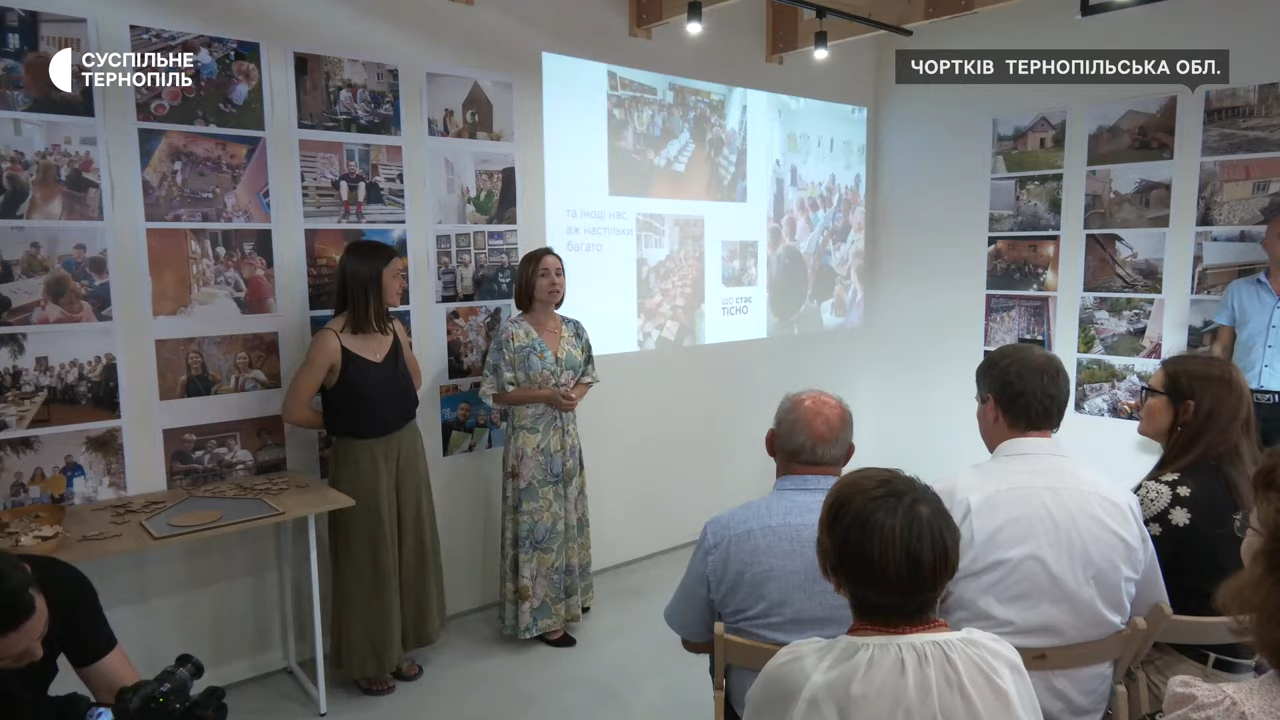 СУСПІЛЬНЕ
ТЕРНОПІЛЬ
ЧОРТКІВ ТЕРНОПІЛЬСЬКА ОБЛ.
та іноді нас
аж настільки
багато
що стає
ТІСНО